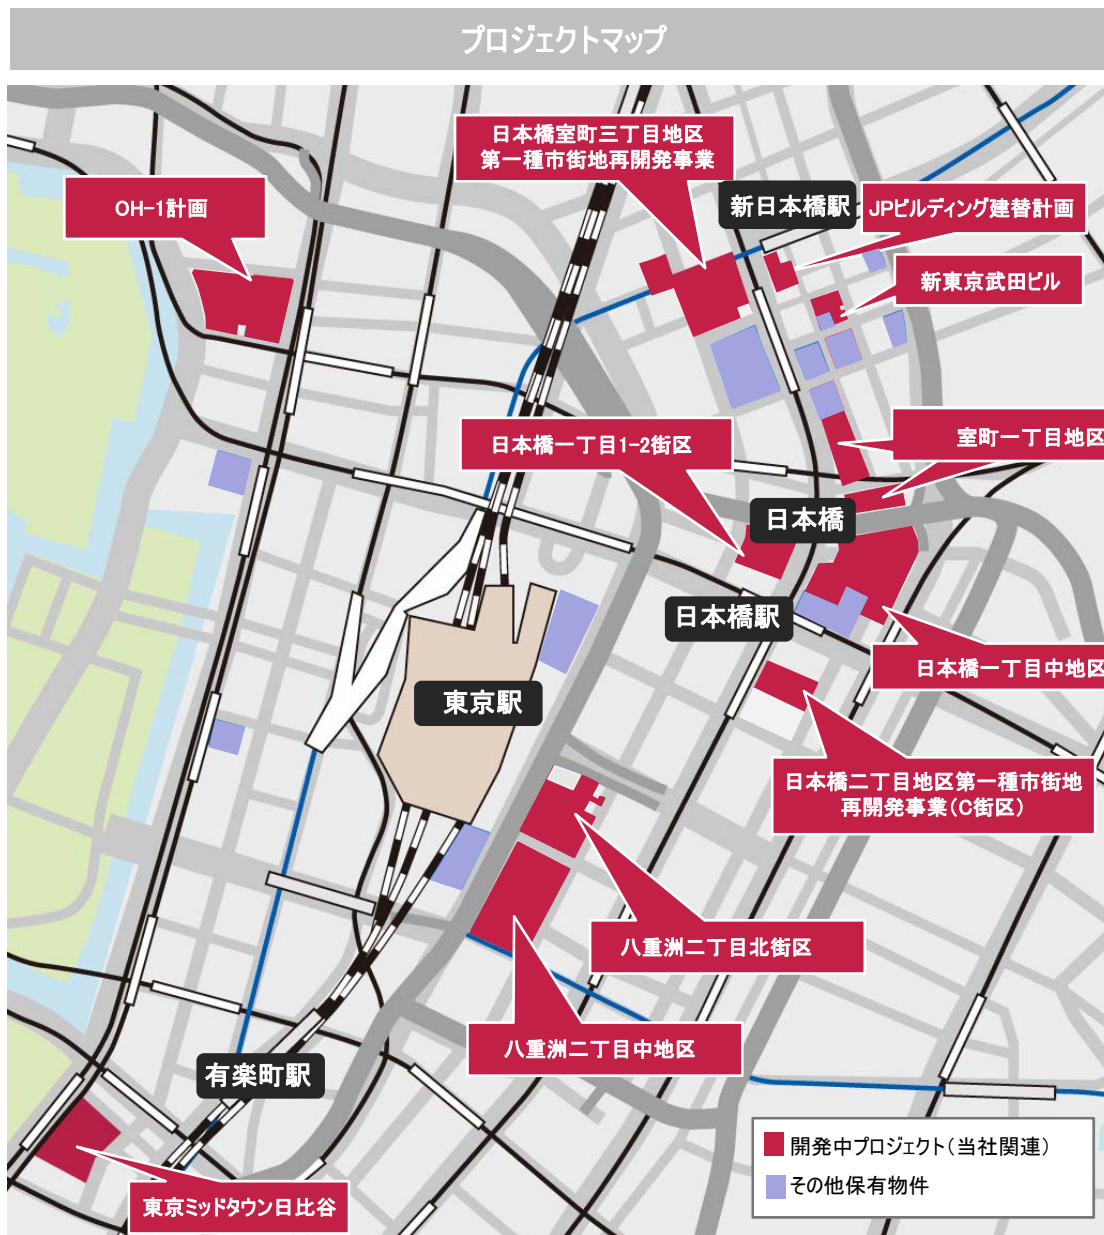 プロジェクトマップ
日本橋室町三丁目地区
第一種市街地再開発事業
OH-1計画
新日本橋駅
JPビルディング建替計画
新東京武田ビル
日本橋一丁目1-2街区
室町一丁目地区
日本橋
日本橋駅
日本橋一丁目中地区
東京駅
日本橋二丁目地区第一種市街地
再開発事業(C街区)
八重洲二丁目北街区
八重洲二丁目中地区
有楽町駅
東京ミッドタウン日比谷
開発中プロジェクト(当社関連)
その他保有物件